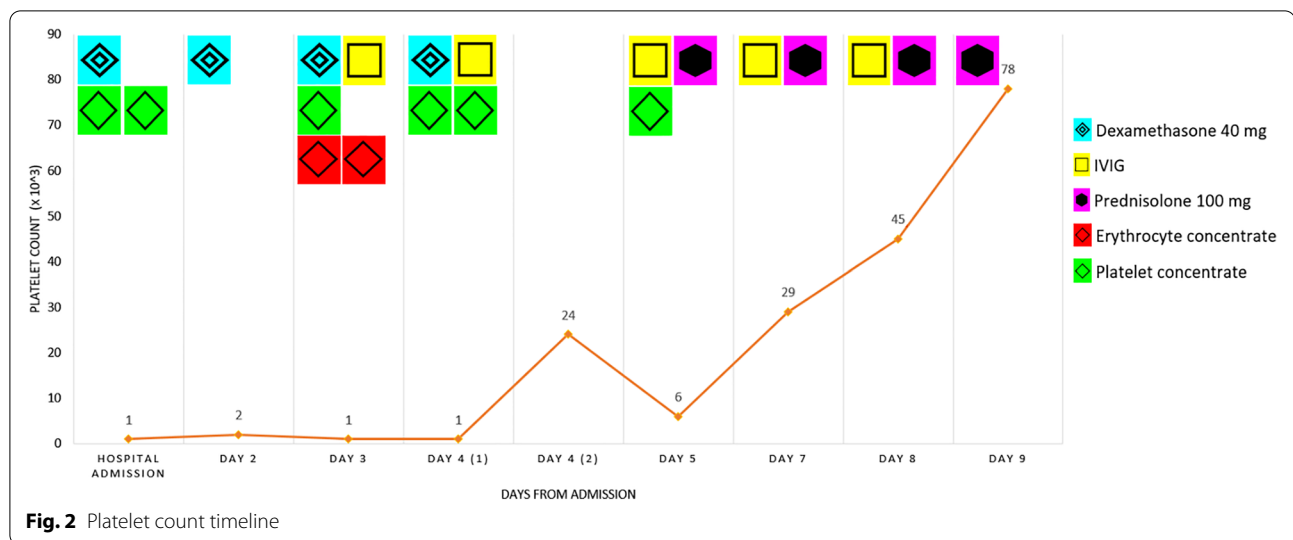 90
80
70
60
50
40
30
20
10
0
PLATELET COUNT (x 10^3)
1
2
1
1
24
6
29
45
78
HOSPITAL
ADMISSION
DAY 2
DAY 3
DAY 4 (1)
DAY 4 (2)
DAY 5
DAY 7
DAY 8
DAY 9
DAYS FROM ADMISSION
Dexamethasone 40 mg
IVIG
Prednisolone 100 mg
Erythrocyte concentrate
Platelet concentrate
Fig. 2 Platelet count timeline